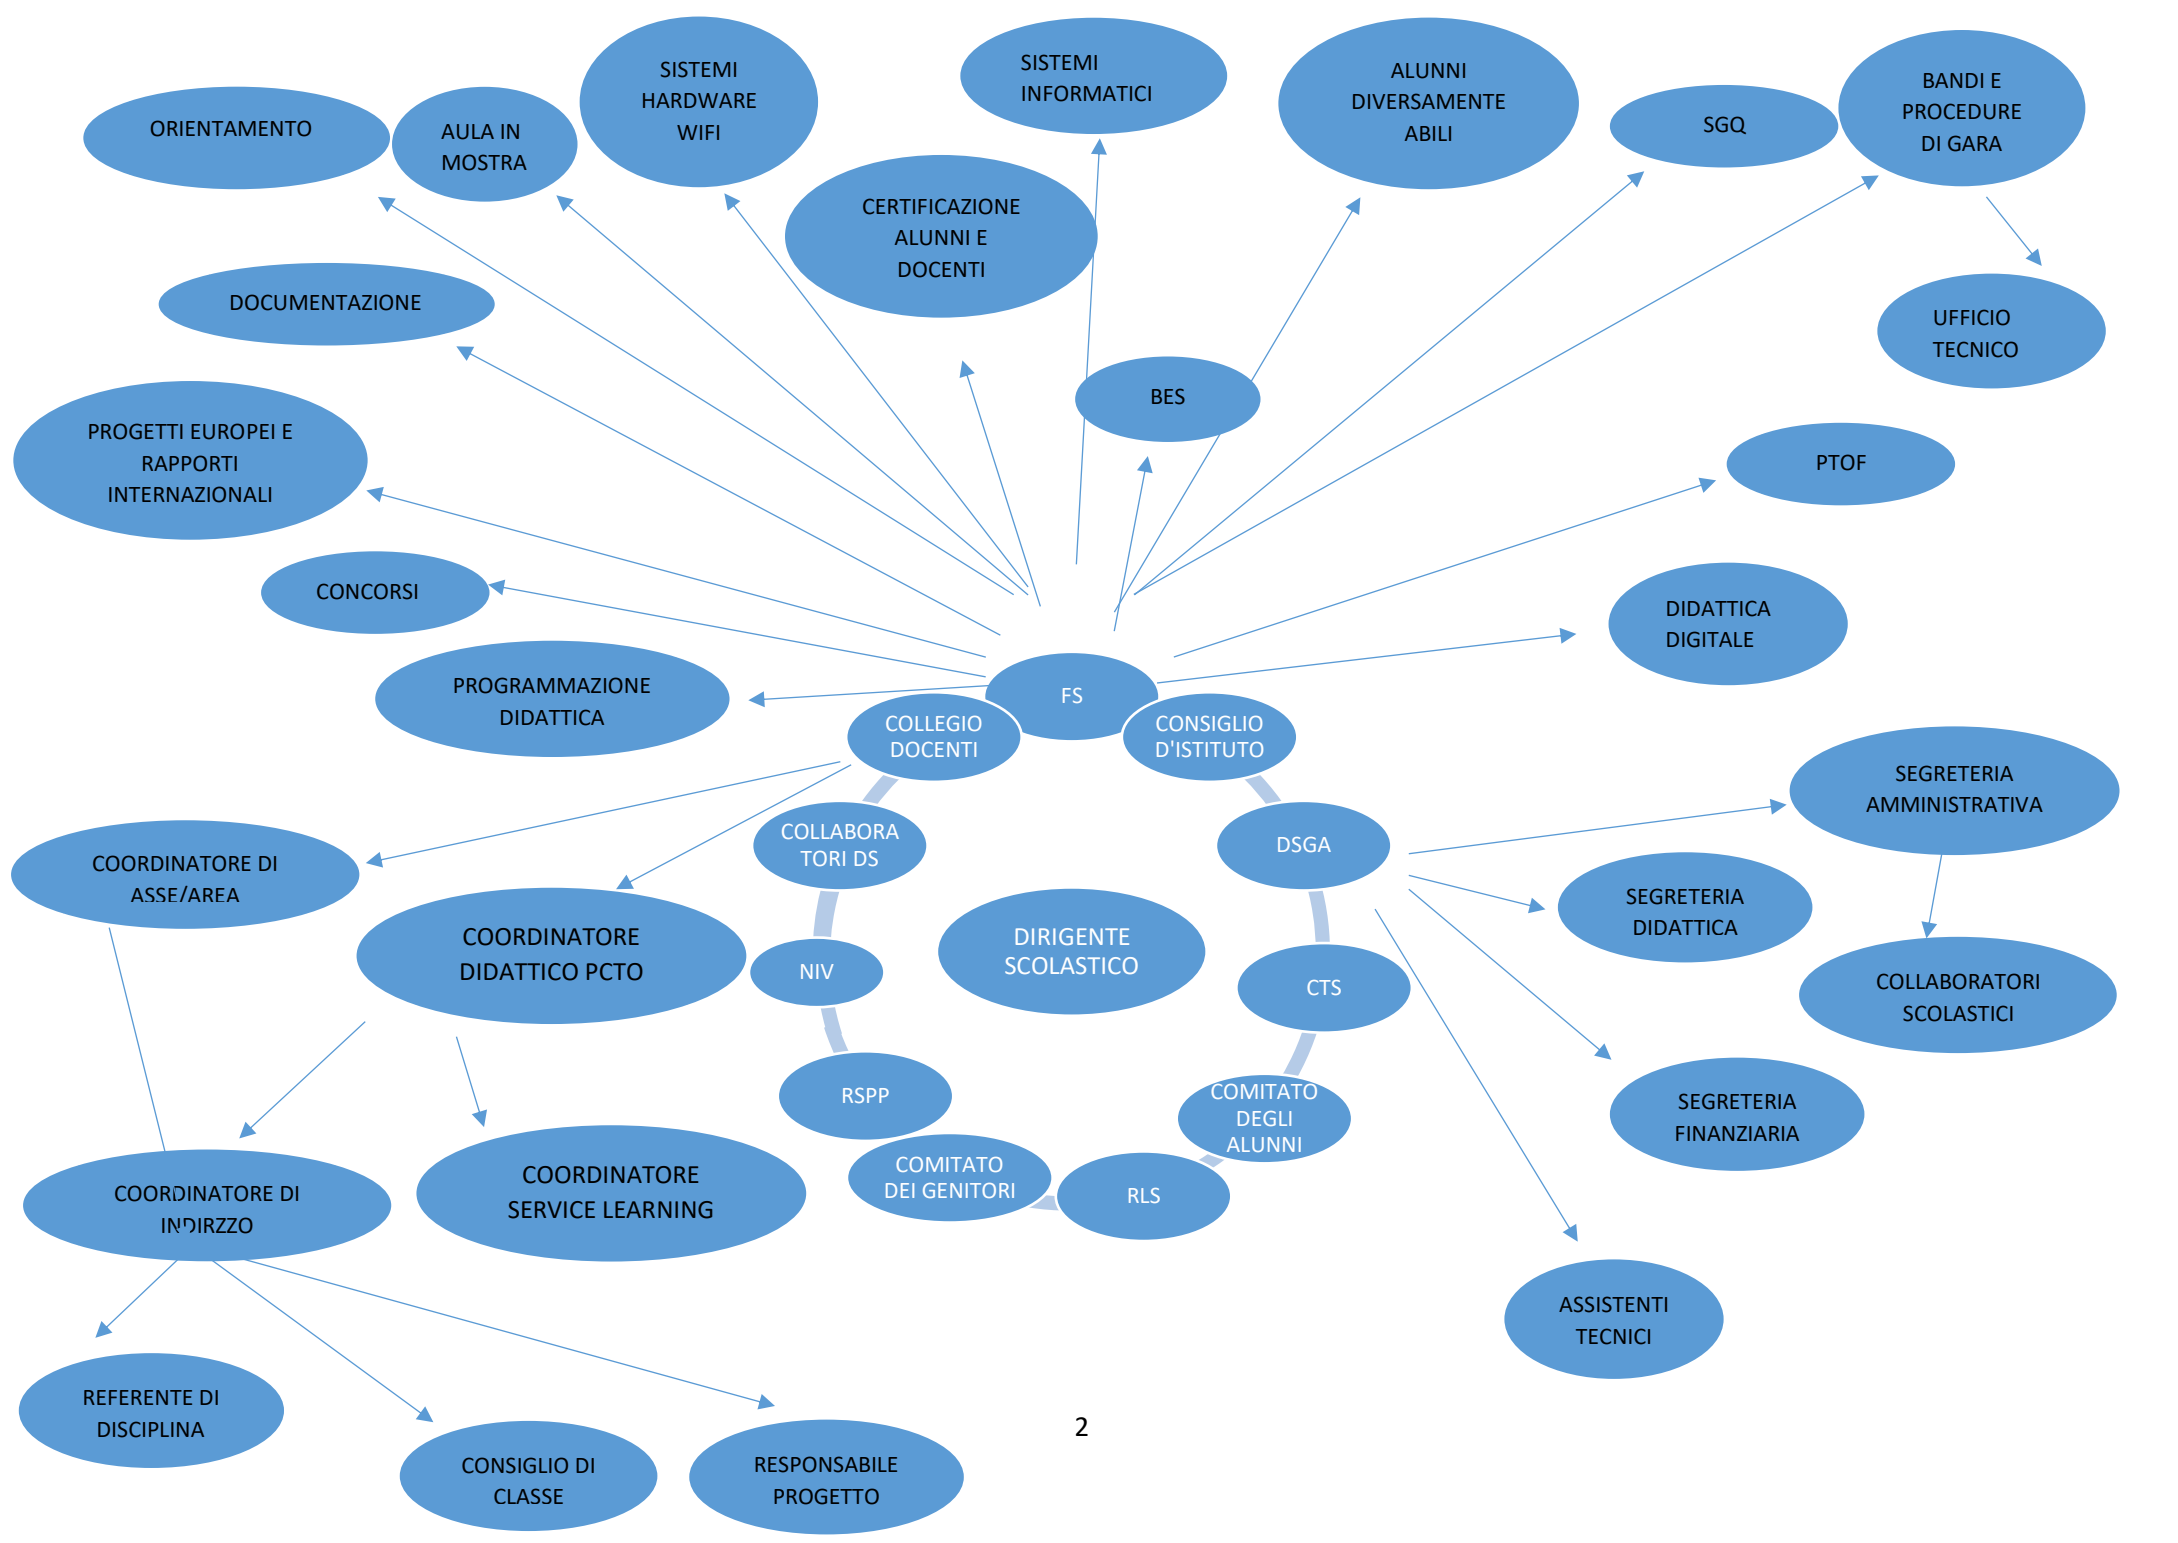 SISTEMI
HARDWARE
WIFI
SISTEMI
INFORMATICI
ALUNNI
DIVERSAMENTE
ABILI
BANDI E
PROCEDURE
DI GARA
ORIENTAMENTO
AULA IN
MOSTRA
SGQ
CERTIFICAZIONE
ALUNNI E
DOCENTI
DOCUMENTAZIONE
UFFICIO
TECNICO
BES
PROGETTI EUROPEI E
RAPPORTI
INTERNAZIONALI
PTOF
CONCORSI
DIDATTICA
DIGITALE
PROGRAMMAZIONE
DIDATTICA
FS
COLLEGIO
DOCENTI
CONSIGLIO
D'ISTITUTO
SEGRETERIA
AMMINISTRATIVA
COLLABORA
TORI DS
DSGA
COORDINATORE DI
ASSE/AREA
SEGRETERIA
DIDATTICA
COORDINATORE
DIDATTICO PCTO
DIRIGENTE
SCOLASTICO
NIV
CTS
COLLABORATORI
SCOLASTICI
RSPP
COMITATO
DEGLI
ALUNNI
SEGRETERIA
FINANZIARIA
COORDINATORE
SERVICE LEARNING
COMITATO
DEI GENITORI
RLS
COORDINATORE DI
INDIRZZO
ASSISTENTI
TECNICI
REFERENTE DI
DISCIPLINA
2
CONSIGLIO DI
CLASSE
RESPONSABILE
PROGETTO